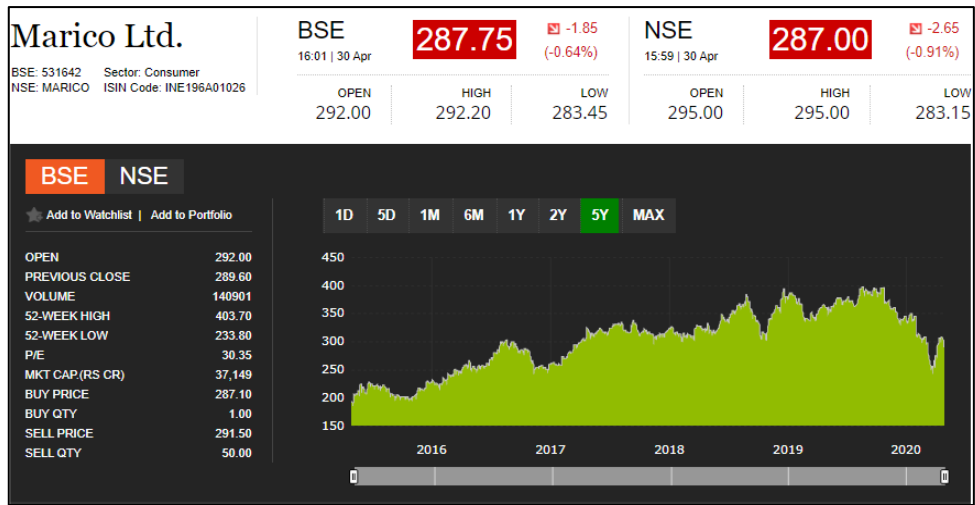 Marico Ltd.
BSE: 531642 Sector: Consumer
NSE: MARICO ISIN Code: INE196A01026
BSE
16:01 | 30 Apr
287.75
-1.85
(-0.64%)
OPEN HIGH LOW
292.00 292.20 283.45
NSE
15:59 | 30 Apr
287.00
-2.65
(-0.91%)
OPEN HIGH LOW
295.00 295.00 283.15
BSE NSE
Add to Watchlist | Add to Portfolio
OPEN 292.00
PREVIOUS CLOSE 289.60
VOLUME 140901
52-WEEK HIGH 403.70
52-WEEK LOW 233.80
P/E 30.35
MKT CAP.(RS CR) 37,149
BUY PRICE 287.10
BUY QTY 1.00
SELL PRICE 291.50
SELL QTY 50.00
1D 5D 1M 6M 1Y 2Y 5Y MAX
450
400
350
300
250
200
150
2016 2017 2018 2019 2020